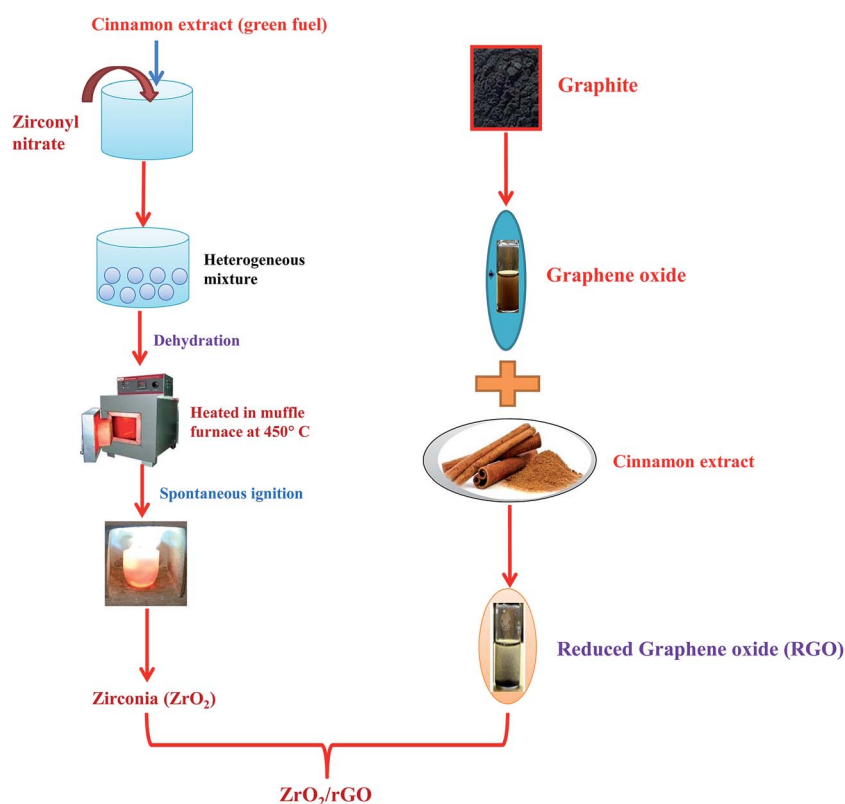 Cinnamon extract (green fuel)
Zirconyl
nitrate
Heterogeneous
mixture
Dehydration
Heated in muffle
furnace at 450° C
Spontaneous ignition
Zirconia (ZrO₂)
Graphite
Graphene oxide
Cinnamon extract
Reduced Graphene oxide (RGO)
ZrO₂/rGO